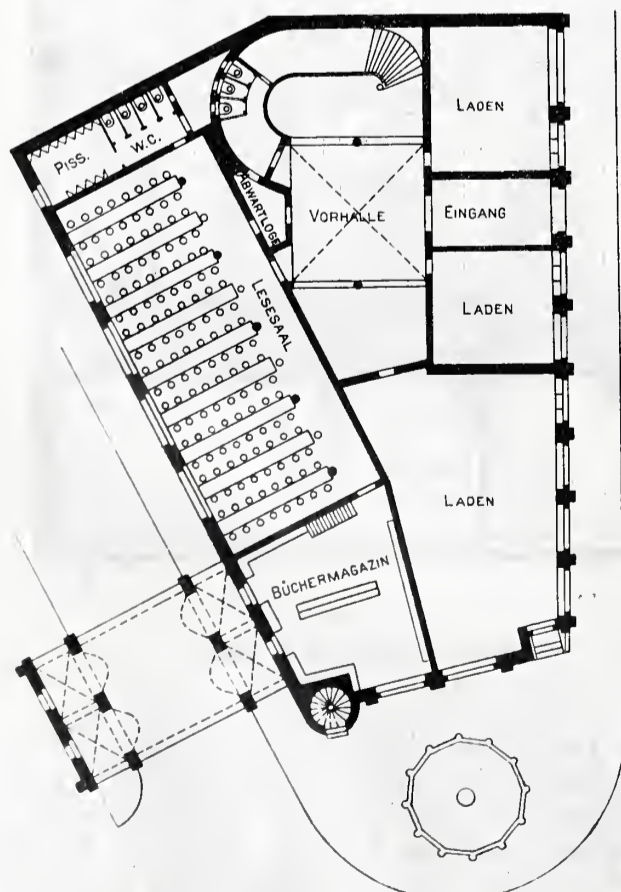 LADEN
PISS.
W.C.
ABWARTLOGE
VORHALLE
EINGANG
LESESAAL
LADEN
LADEN
BÜCHERMAGAZIN